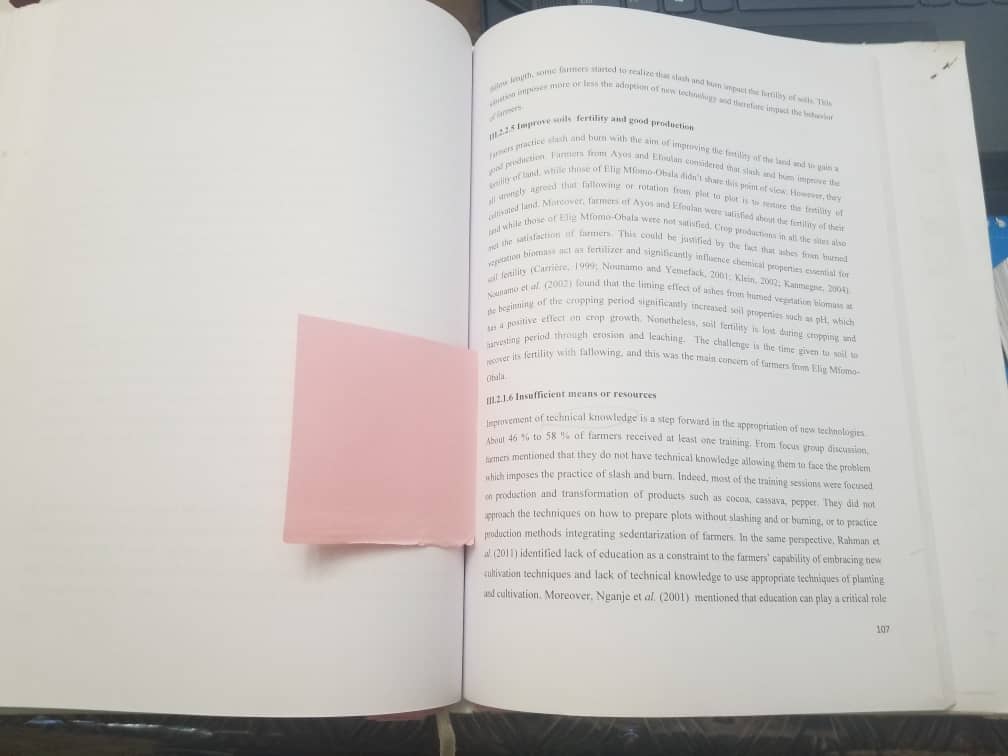 fallow length, some farmers started to realize that slash and burn impact the fertility of soils. This
situation imposes more or less the adoption of new technology and therefore impact the behavior
of farmers.
III.2.2.5 Improve soils fertility and good production
Farmers practice slash and burn with the aim of improving the fertility of the land and to gain a
good production. Farmers from Ayos and Efoulan considered that slash and burn improve the
fertility of land, while those of Elig Mfomo-Obala didn't share this point of view. However, they
all strongly agreed that fallowing or rotation from plot to plot is to restore the fertility of
cultivated land. Moreover, farmers of Ayos and Efoulan were satisfied about the fertility of their
land while those of Elig Mfomo-Obala were not satisfied. Crop productions in all the sites also
met the satisfaction of farmers. This could be justified by the fact that ashes from burned
vegetation biomass act as fertilizer and significantly influence chemical properties essential for
soil fertility (Carrière, 1999; Nounamo and Yemefack, 2001; Klein, 2002; Kanmegne, 2004).
Nounamo et al. (2002) found that the liming effect of ashes from burned vegetation biomass at
the beginning of the cropping period significantly increased soil properties such as pH, which
has a positive effect on crop growth. Nonetheless, soil fertility is lost during cropping and
harvesting period through erosion and leaching. The challenge is the time given to soil to
recover its fertility with fallowing, and this was the main concern of farmers from Elig Mfomo-
Obala.
III.2.1.6 Insufficient means or resources
Improvement of technical knowledge is a step forward in the appropriation of new technologies.
About 46 % to 58 % of farmers received at least one training. From focus group discussion,
farmers mentioned that they do not have technical knowledge allowing them to face the problem
which imposes the practice of slash and burn. Indeed, most of the training sessions were focused
on production and transformation of products such as cocoa, cassava, pepper. They did not
approach the techniques on how to prepare plots without slashing and or burning, or to practice
production methods integrating sedentarization of farmers. In the same perspective, Rahman et
al. (2011) identified lack of education as a constraint to the farmers' capability of embracing new
cultivation techniques and lack of technical knowledge to use appropriate techniques of planting
and cultivation. Moreover, Nganje et al. (2001) mentioned that education can play a critical role
107